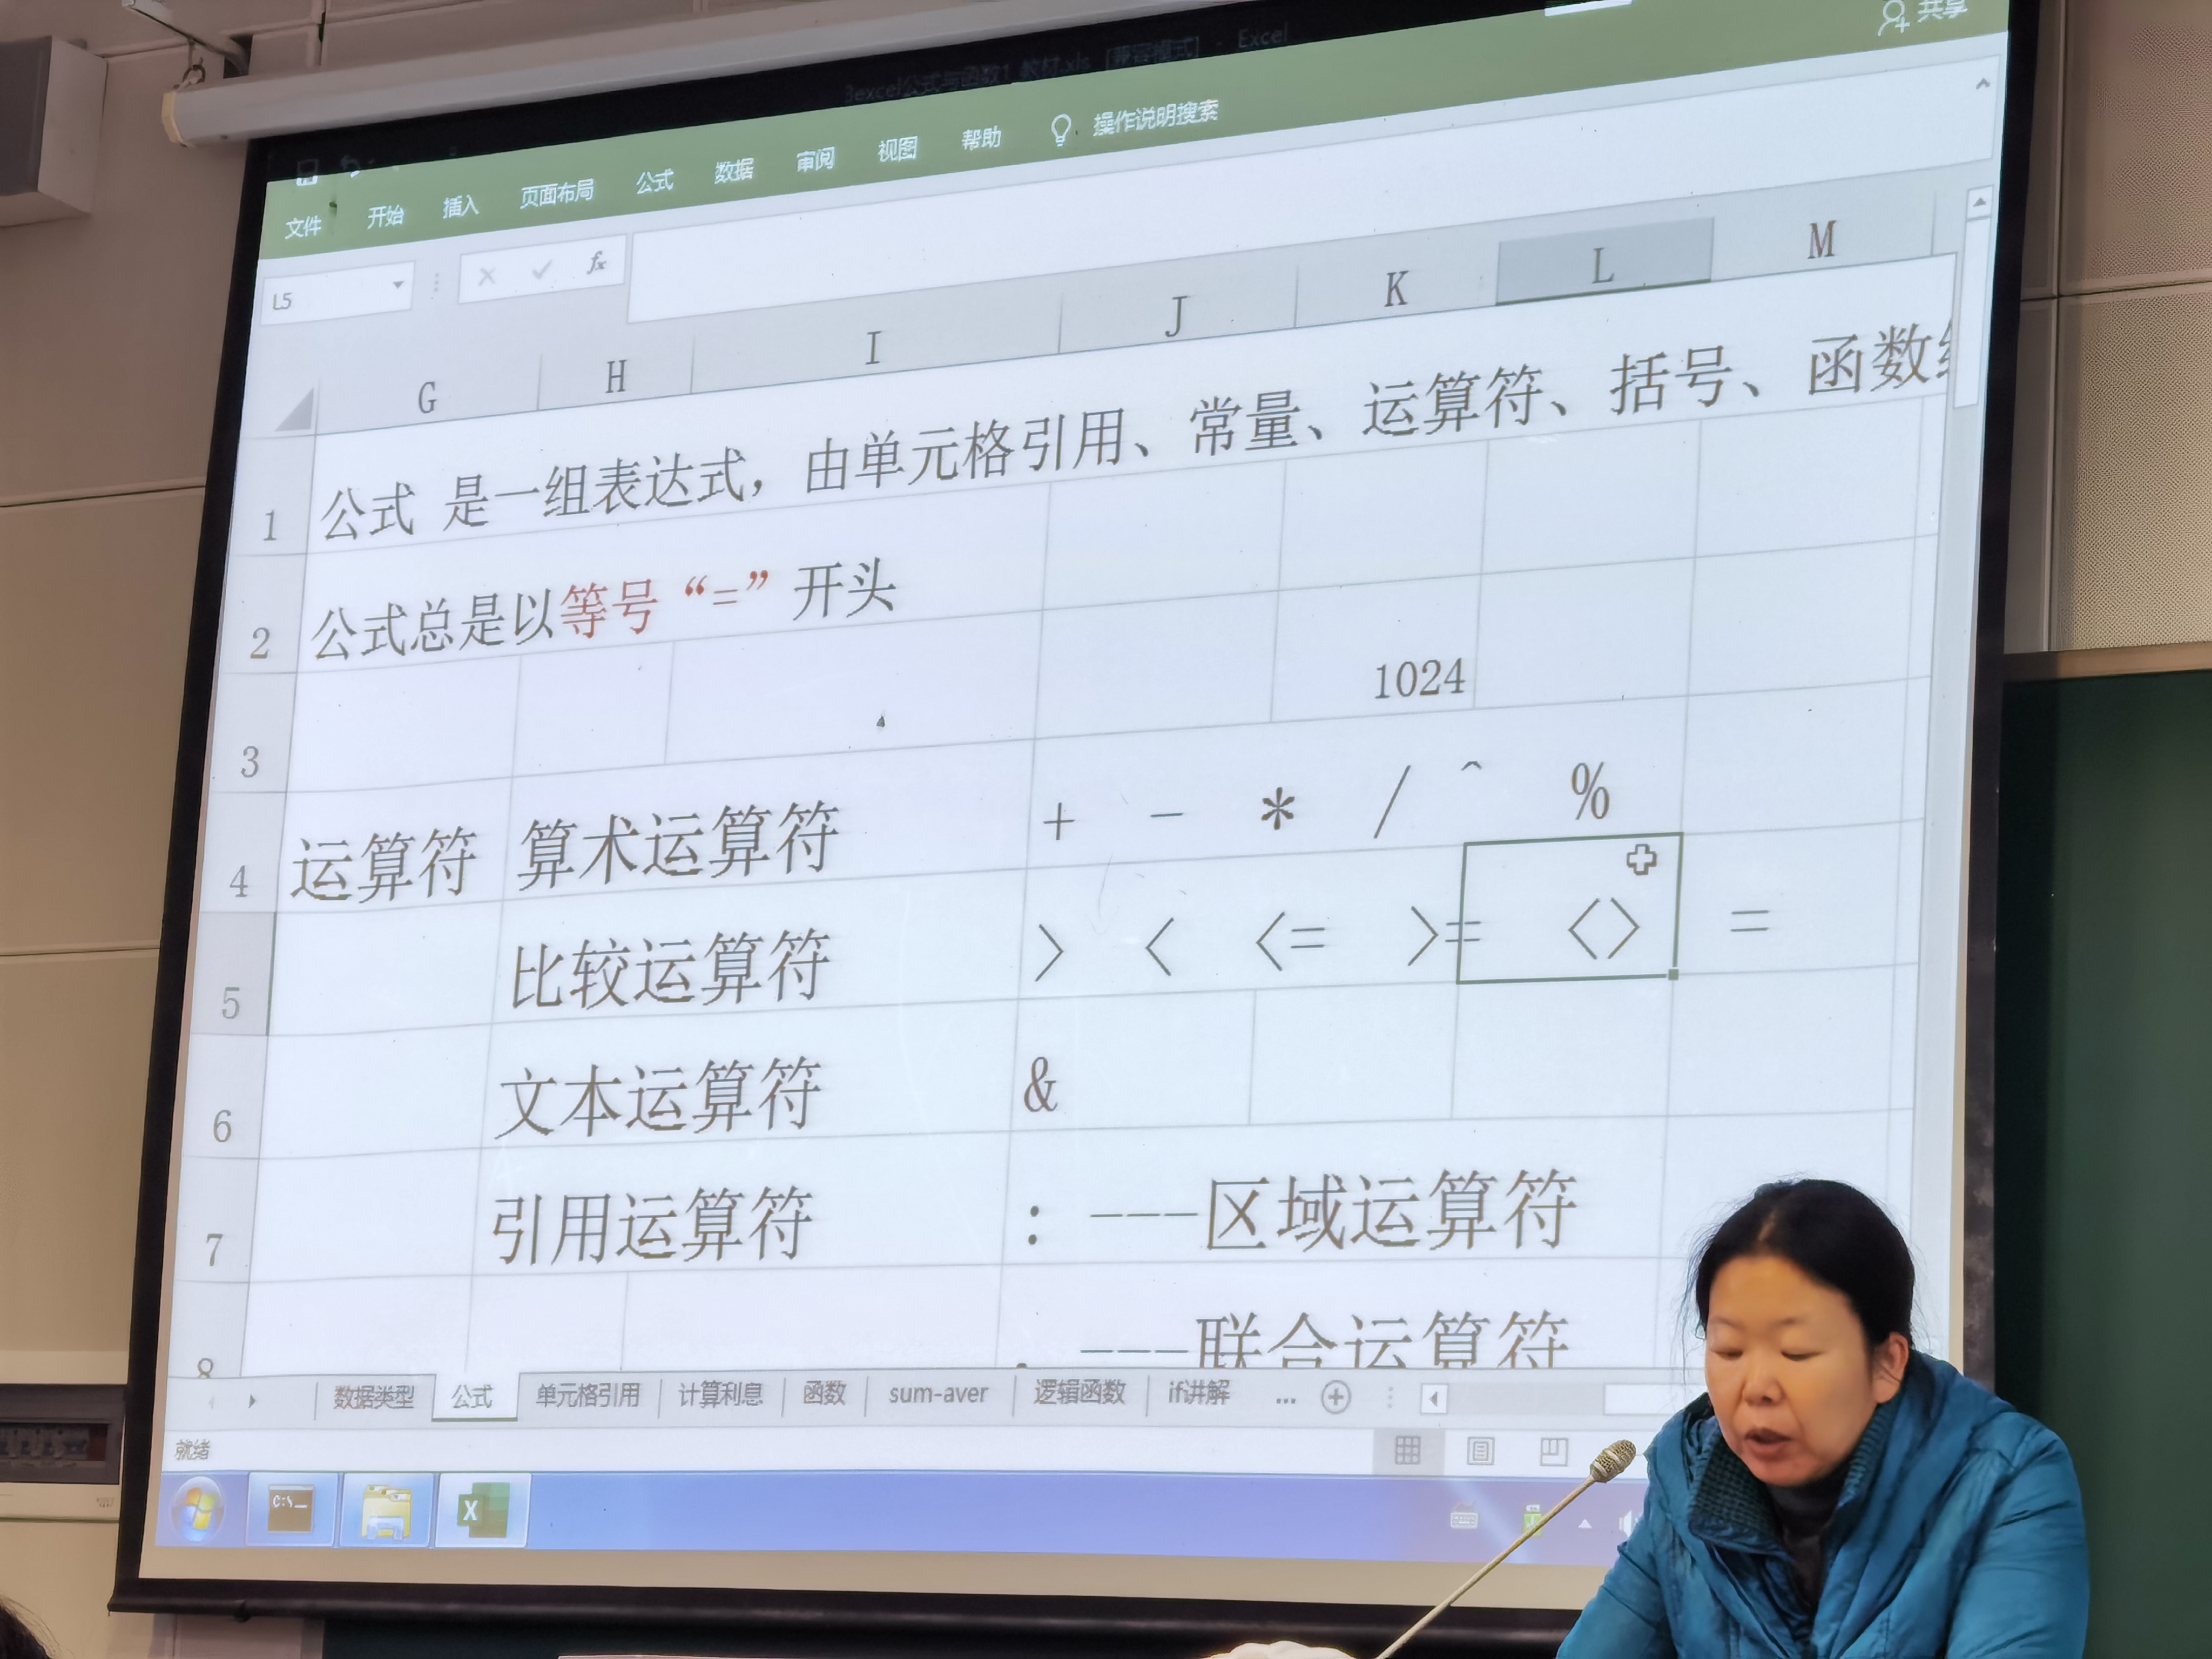 3excel公式与函数1_教材.xls [兼容模式] - Excel
共享
文件 开始 插入 页面布局 公式 数据 审阅 视图 帮助 操作说明搜索
L5 fx
G H I J K L M
1 公式 是一组表达式，由单元格引用、常量、运算符、括号、函数
2 公式总是以等号“=”开头
3 1024
4 运算符 算术运算符 + - * / ^ %
5 比较运算符 > < <= >= <> =
6 文本运算符 &
7 引用运算符 : ---区域运算符
8 ---联合运算符
数据类型 公式 单元格引用 计算利息 函数 sum-aver 逻辑函数 if讲解 ...
就绪
C:\_
X